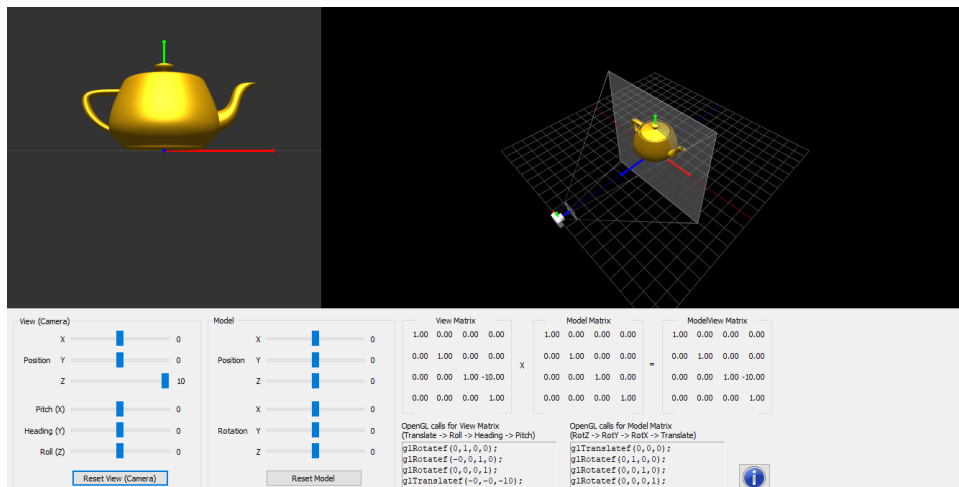 View (Camera)
X 0
Position Y 0
Z 10
Pitch (X) 0
Heading (Y) 0
Roll (Z) 0
Reset View (Camera)
Model
X 0
Position Y 0
Z 0
X 0
Rotation Y 0
Z 0
Reset Model
View Matrix
1.00 0.00 0.00 0.00
0.00 1.00 0.00 0.00
0.00 0.00 1.00 -10.00
0.00 0.00 0.00 1.00
X
Model Matrix
1.00 0.00 0.00 0.00
0.00 1.00 0.00 0.00
0.00 0.00 1.00 0.00
0.00 0.00 0.00 1.00
=
ModelView Matrix
1.00 0.00 0.00 0.00
0.00 1.00 0.00 0.00
0.00 0.00 1.00 -10.00
0.00 0.00 0.00 1.00
OpenGL calls for View Matrix
(Translate -> Roll -> Heading -> Pitch)
glRotatef(0,1,0,0);
glRotatef(-0,0,1,0);
glRotatef(0,0,0,1);
glTranslatef(-0,-0,-10);
OpenGL calls for Model Matrix
(RotZ -> RotY -> RotX -> Translate)
glTranslatef(0,0,0);
glRotatef(0,1,0,0);
glRotatef(0,0,1,0);
glRotatef(0,0,0,1);
i